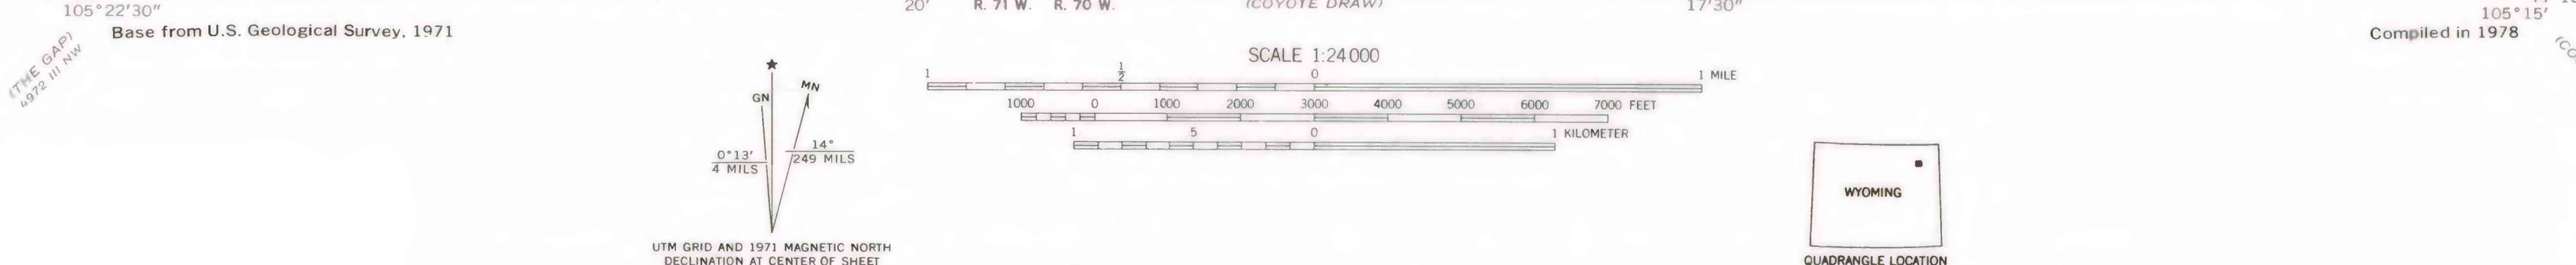 105°22'30"
20'
R. 71 W. R. 70 W.
(COYOTE DRAW)
17'30"
105°15'
Base from U.S. Geological Survey, 1971
Compiled in 1978
(THE GAP)
4972 III NW
SCALE 1:24 000
1 ½ 0 1 MILE
1000 0 1000 2000 3000 4000 5000 6000 7000 FEET
1 5 0 1 KILOMETER
★
GN
MN
0°13'
4 MILS
14°
249 MILS
UTM GRID AND 1971 MAGNETIC NORTH
DECLINATION AT CENTER OF SHEET
WYOMING
QUADRANGLE LOCATION